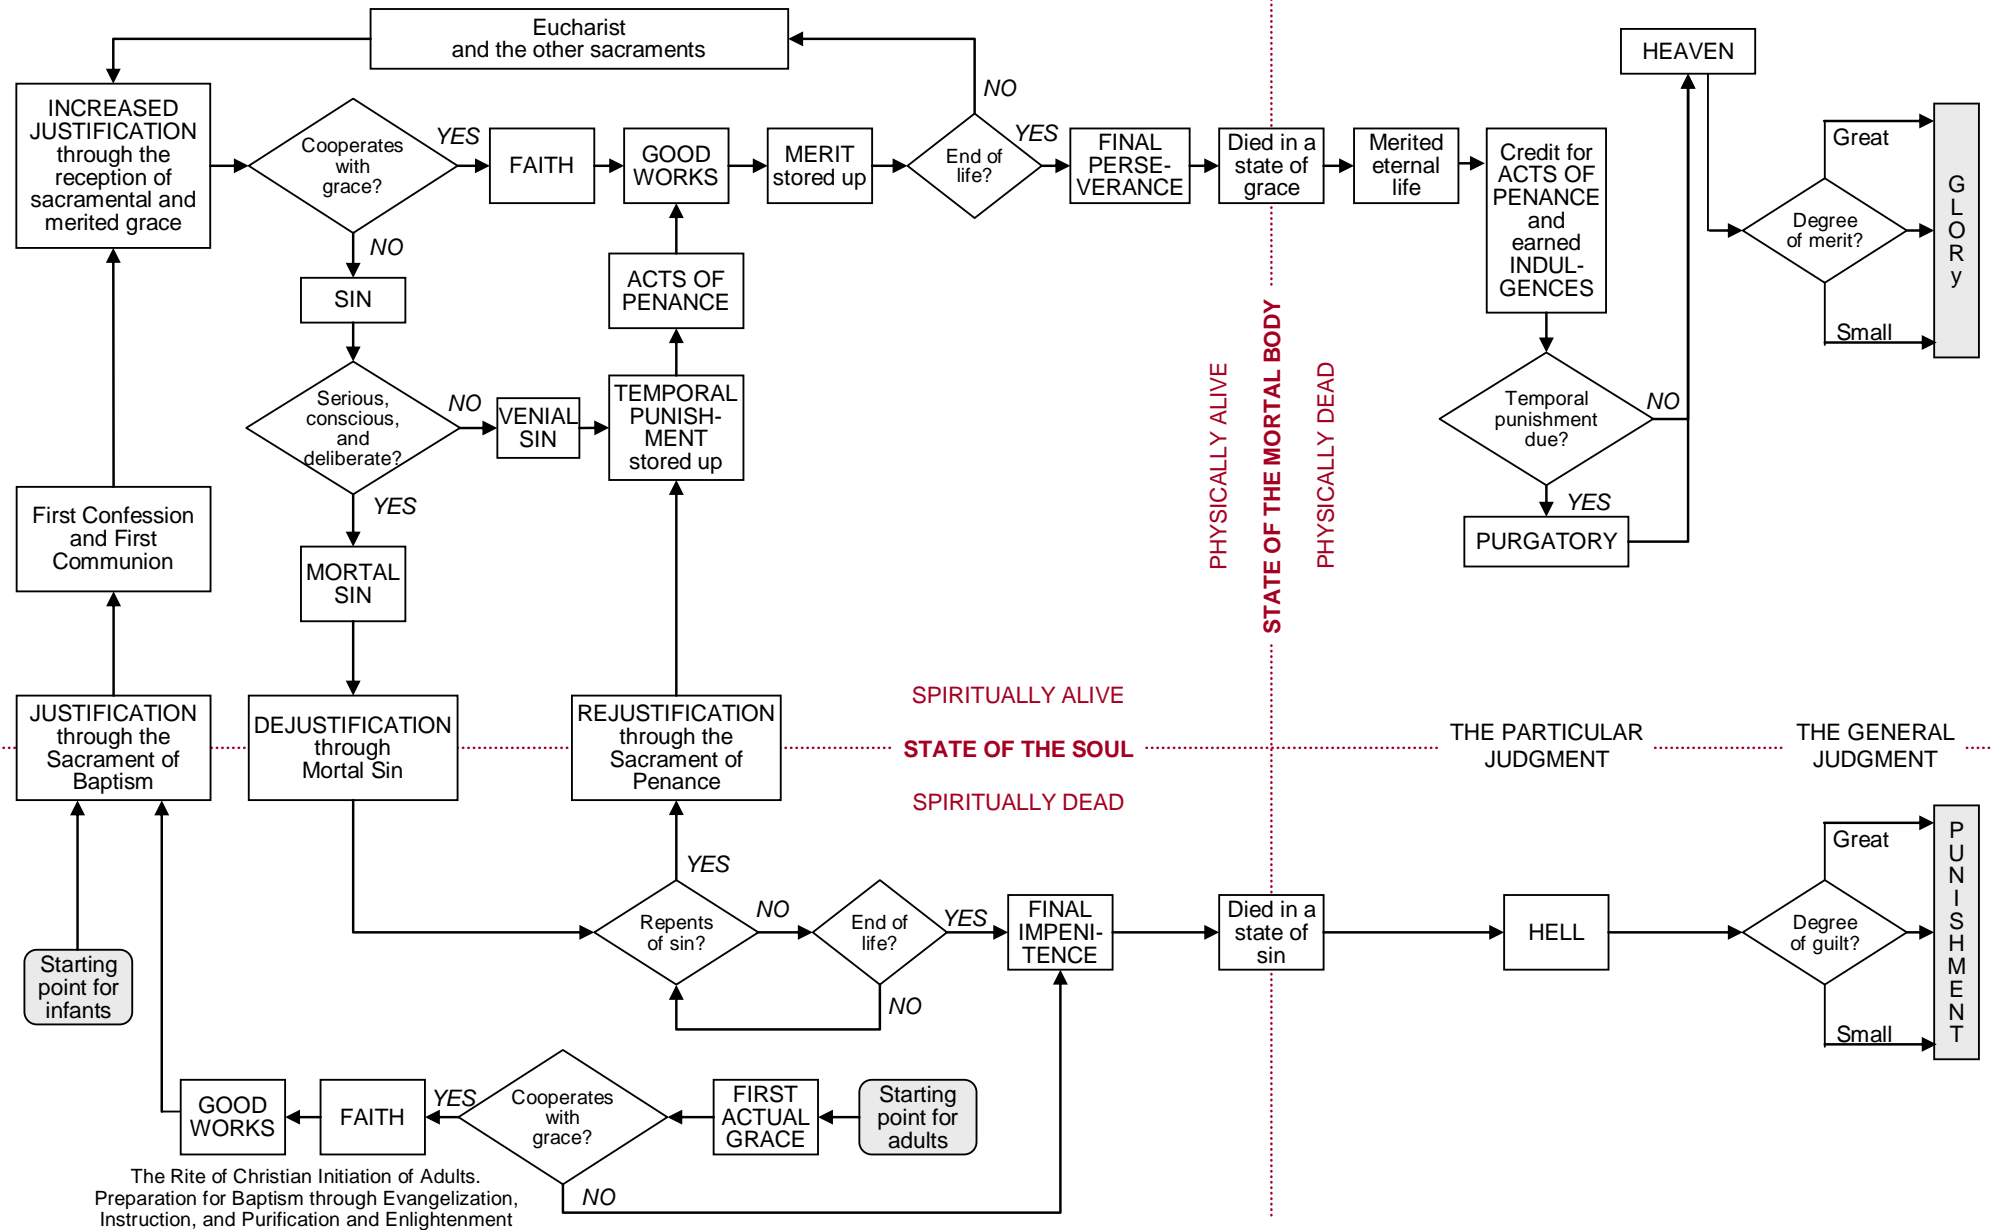 Eucharist
and the other sacraments
HEAVEN
NO
INCREASED
JUSTIFICATION
through the
reception of
sacramental and
merited grace
Cooperates
with
grace?
YES
FAITH
GOOD
WORKS
MERIT
stored up
End of
life?
YES
FINAL
PERSE-
VERANCE
Died in a
state of
grace
Merited
eternal
life
Credit for
ACTS OF
PENANCE
and
earned
INDUL-
GENCES
Great
Degree
of merit?
Small
G
L
O
R
y
NO
SIN
ACTS OF
PENANCE
Serious,
conscious,
and
deliberate?
NO
VENIAL
SIN
TEMPORAL
PUNISH-
MENT
stored up
PHYSICALLY ALIVE
STATE OF THE MORTAL BODY
PHYSICALLY DEAD
Temporal
punishment
due?
NO
YES
PURGATORY
YES
First Confession
and First
Communion
MORTAL
SIN
JUSTIFICATION
through the
Sacrament of
Baptism
DEJUSTIFICATION
through
Mortal Sin
REJUSTIFICATION
through the
Sacrament of
Penance
SPIRITUALLY ALIVE
STATE OF THE SOUL
SPIRITUALLY DEAD
THE PARTICULAR
JUDGMENT
THE GENERAL
JUDGMENT
YES
Repents
of sin?
NO
End of
life?
YES
NO
FINAL
IMPENI-
TENCE
Died in a
state of
sin
HELL
Great
Degree
of guilt?
Small
P
U
N
I
S
H
M
E
N
T
Starting
point for
infants
GOOD
WORKS
FAITH
YES
Cooperates
with
grace?
FIRST
ACTUAL
GRACE
Starting
point for
adults
NO
The Rite of Christian Initiation of Adults.
Preparation for Baptism through Evangelization,
Instruction, and Purification and Enlightenment